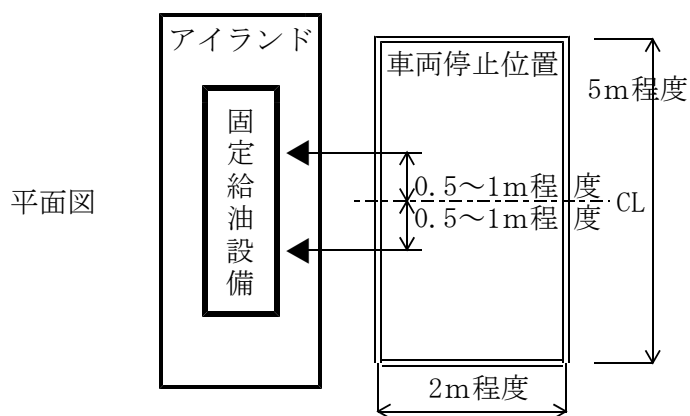 アイランド
車両停止位置
5m程度
固定給油設備
平面図
0.5～1m程度
0.5～1m程度
CL
2m程度